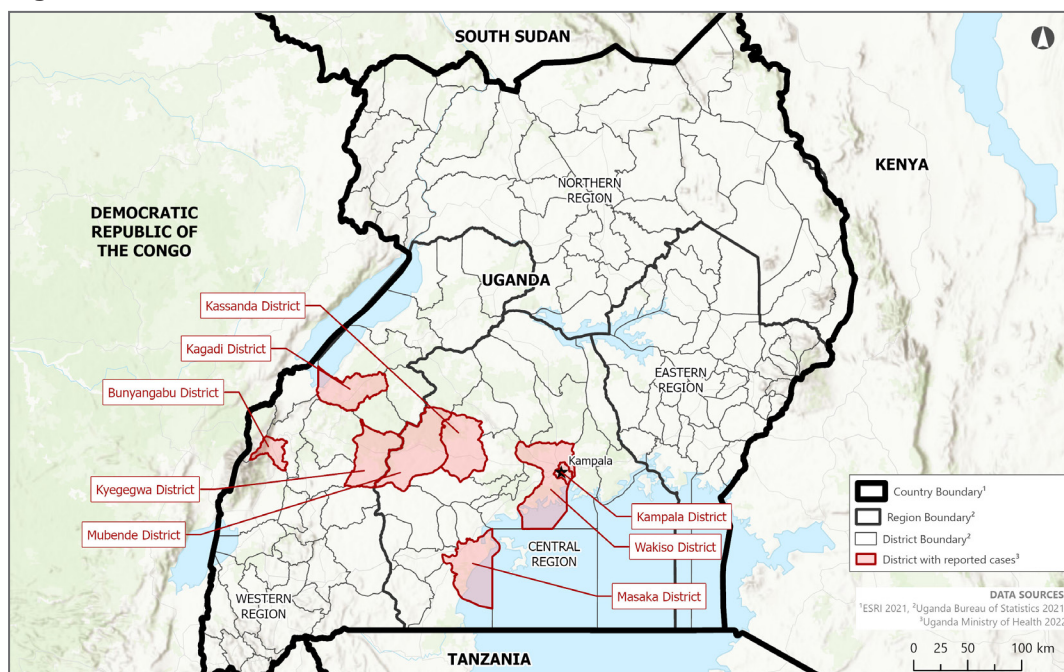 SOUTH SUDAN
KENYA
NORTHERN
REGION
DEMOCRATIC
REPUBLIC OF
THE CONGO
UGANDA
Kassanda District
Kagadi District
Bunyangabu District
EASTERN
REGION
Kampala
Kyegegwa District
Mubende District
Kampala District
Wakiso District
CENTRAL
REGION
Masaka District
WESTERN
REGION
TANZANIA
Country Boundary¹
Region Boundary²
District Boundary²
District with reported cases³
DATA SOURCES
¹ESRI 2021, ²Uganda Bureau of Statistics 2021
³Uganda Ministry of Health 2022
0 25 50 100 km